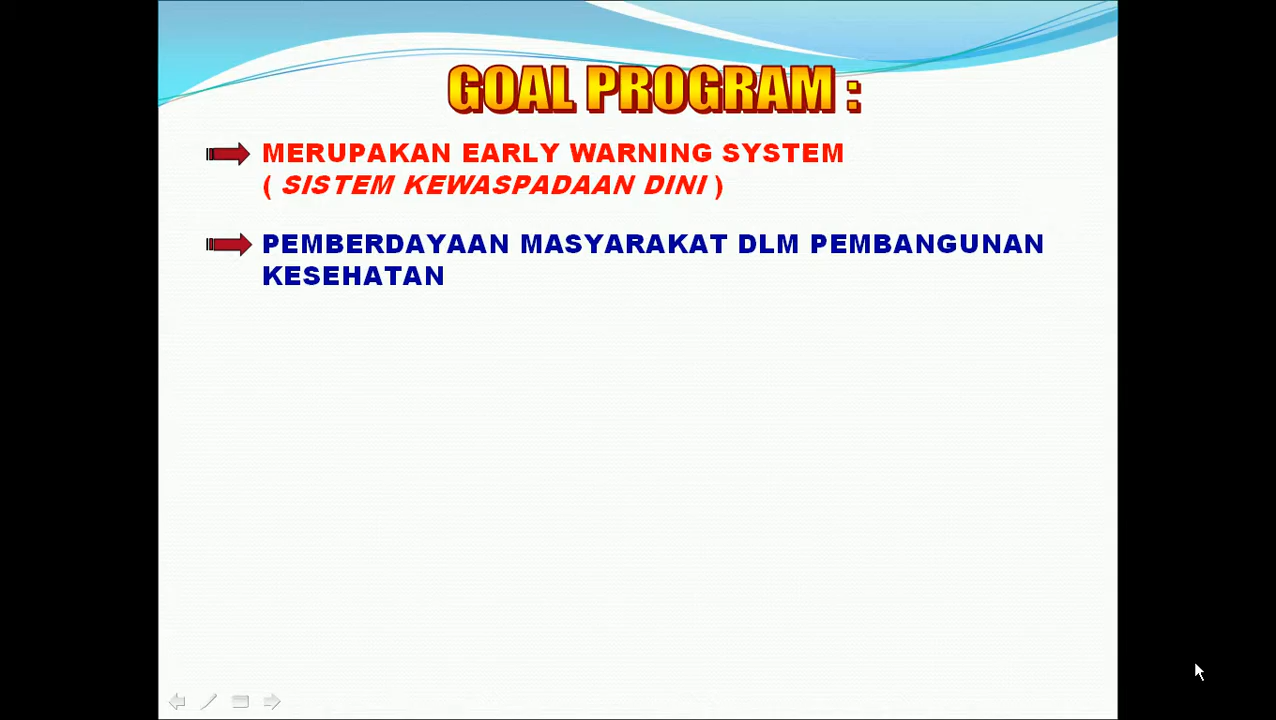 GOAL PROGRAM :
MERUPAKAN EARLY WARNING SYSTEM
( SISTEM KEWASPADAAN DINI )
PEMBERDAYAAN MASYARAKAT DLM PEMBANGUNAN
KESEHATAN